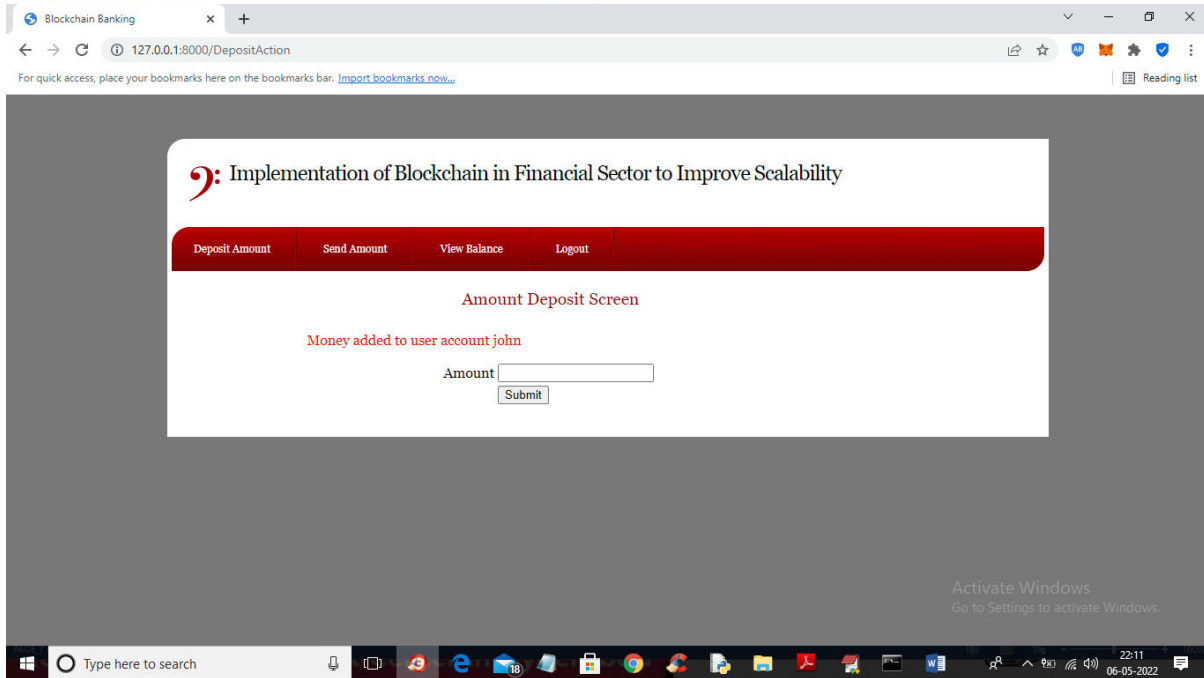 Blockchain Banking
127.0.0.1:8000/DepositAction
AB
For quick access, place your bookmarks here on the bookmarks bar. Import bookmarks now...
Reading list
Implementation of Blockchain in Financial Sector to Improve Scalability
Deposit Amount Send Amount View Balance Logout
Amount Deposit Screen
Money added to user account john
Amount
Submit
Activate Windows
Go to Settings to activate Windows.
Type here to search
18
22:11
06-05-2022